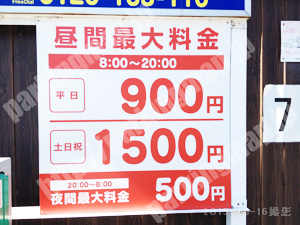 FreeDial
昼間最大料金
8:00〜20:00
平日 900円
土日祝 1500円
20:00〜8:00
夜間最大料金 500円
7